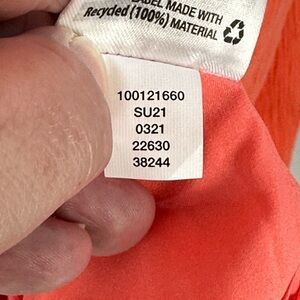 LABEL MADE WITH
Recycled (100%) MATERIAL
100121660
SU21
0321
22630
38244